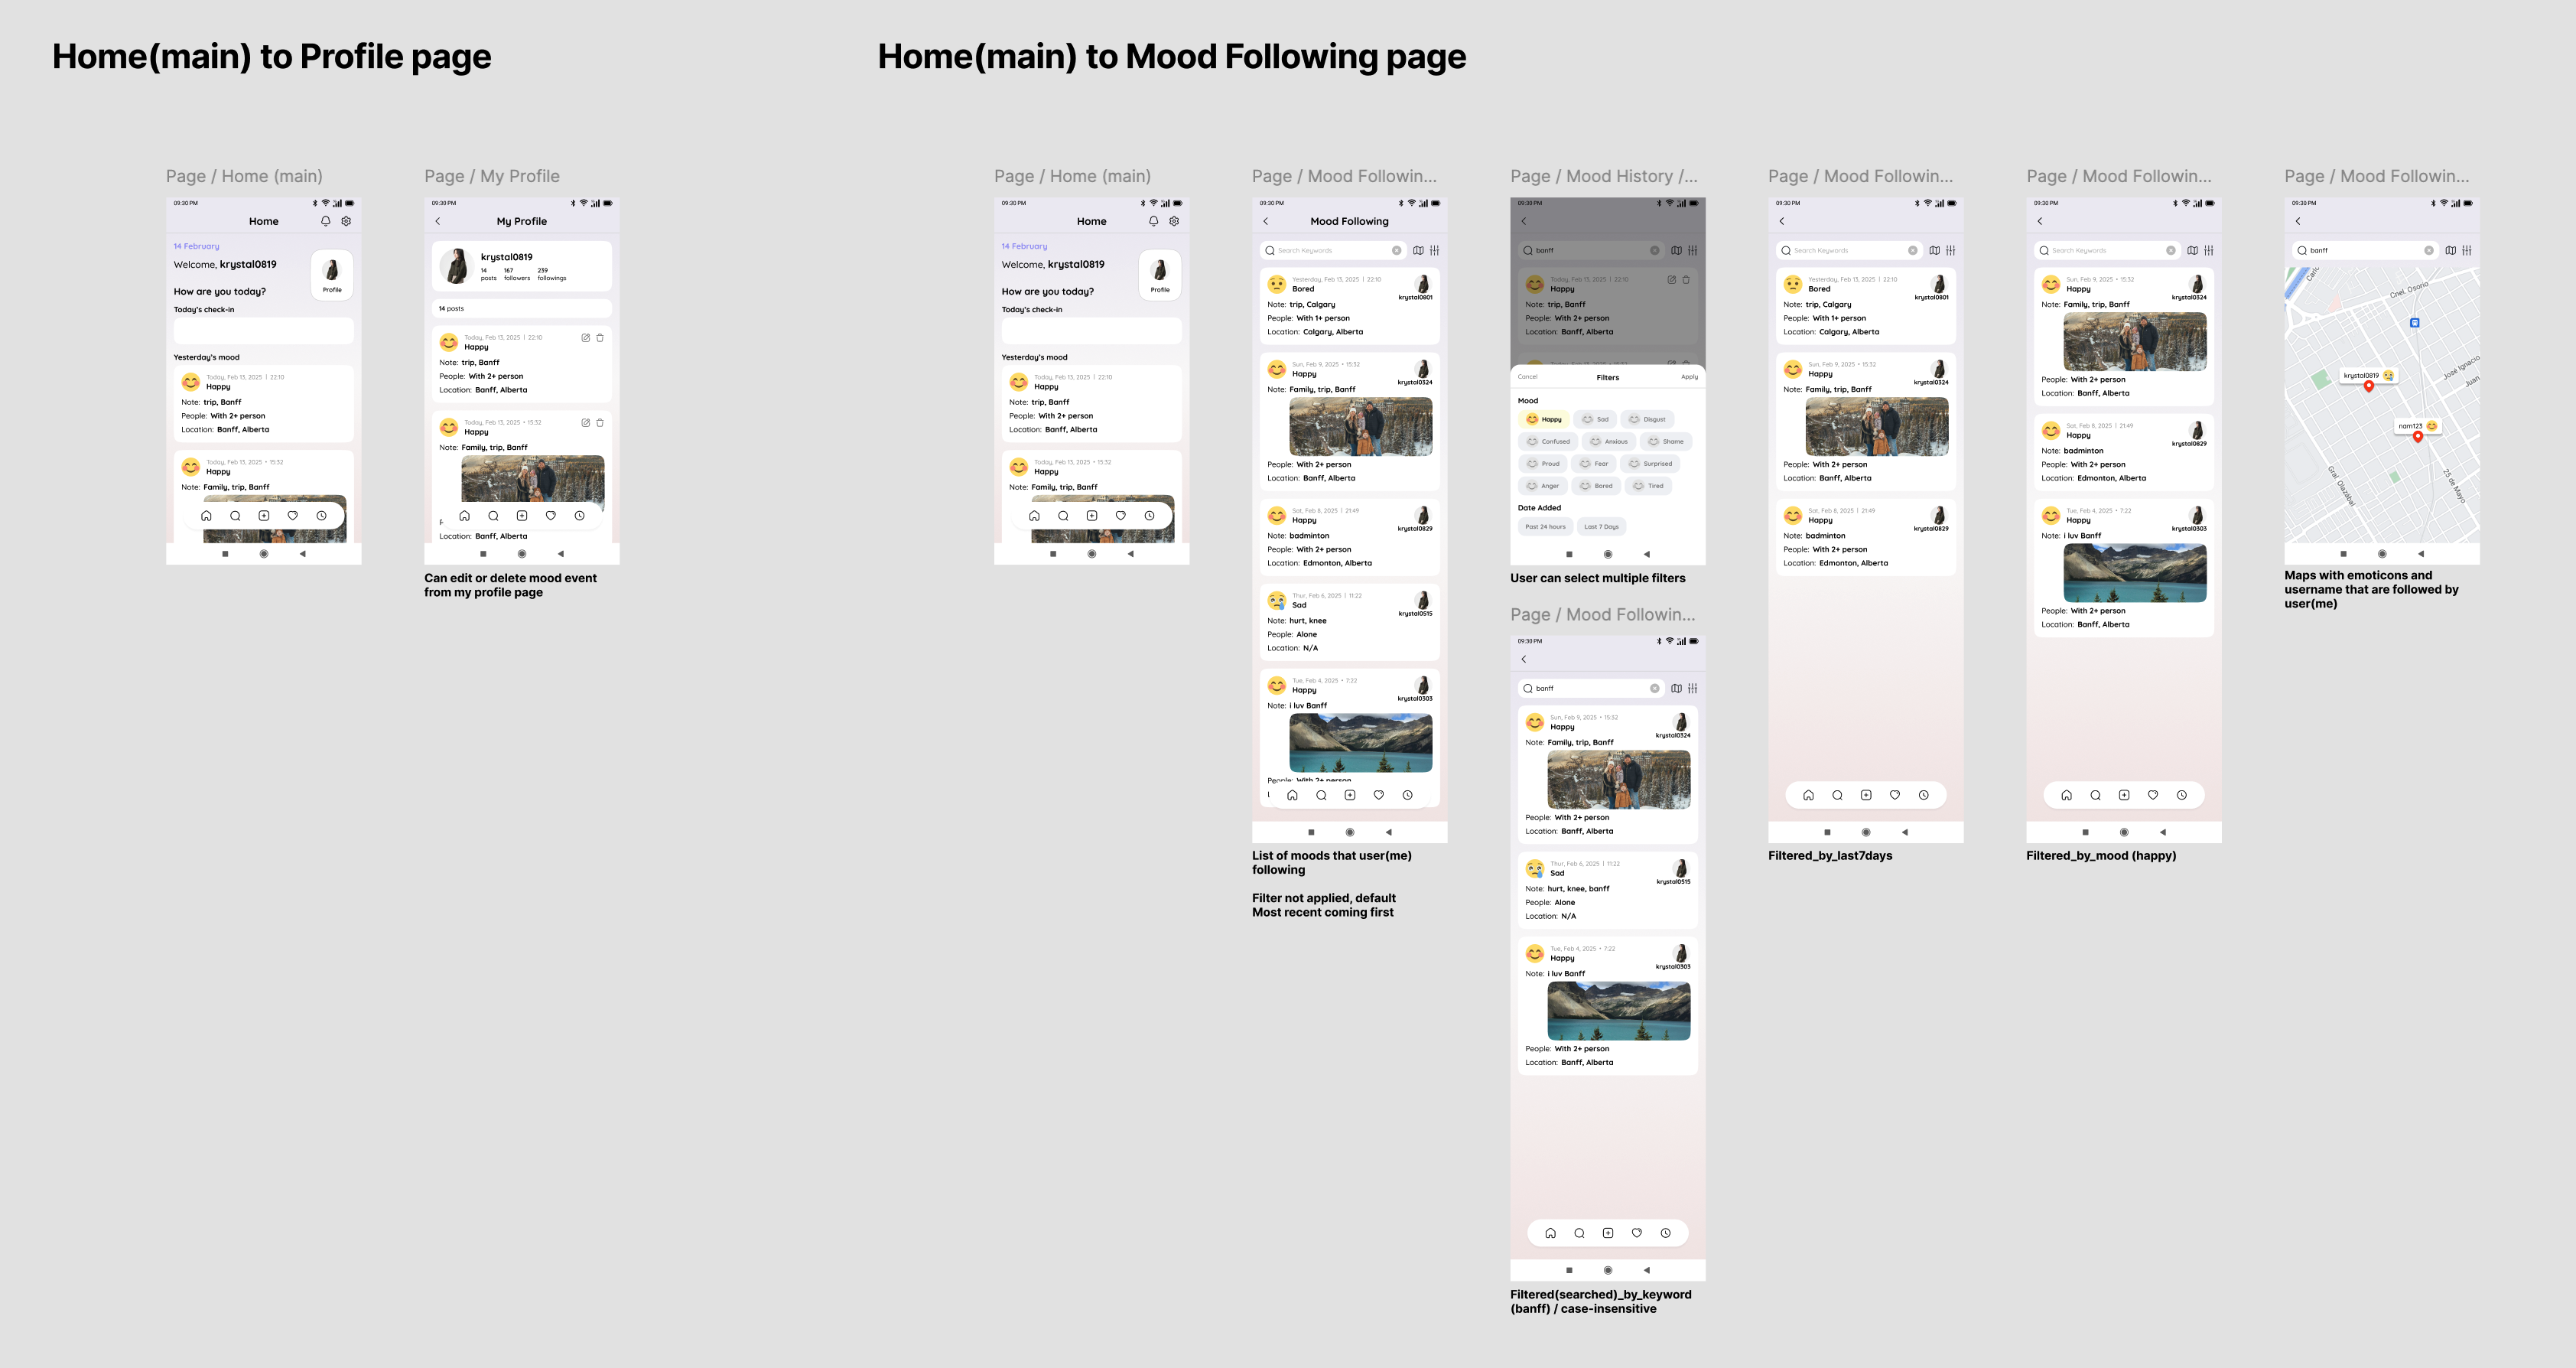 Home(main) to Profile page
Page / Home (main)
09:30 PM
Home
14 February
Welcome, krystal0819
Profile
How are you today?
Today's check-in
Yesterday's mood
Today, Feb 13, 2025 | 22:10
Happy
Note: trip, Banff
People: With 2+ person
Location: Banff, Alberta
Today, Feb 13, 2025 • 15:32
Happy
Note: Family, trip, Banff
Page / My Profile
09:30 PM
My Profile
krystal0819
14 167 239
posts followers followings
14 posts
Today, Feb 13, 2025 | 22:10
Happy
Note: trip, Banff
People: With 2+ person
Location: Banff, Alberta
Today, Feb 13, 2025 • 15:32
Happy
Note: Family, trip, Banff
Location: Banff, Alberta
Can edit or delete mood event
from my profile page
Home(main) to Mood Following page
Page / Home (main)
09:30 PM
Home
14 February
Welcome, krystal0819
Profile
How are you today?
Today's check-in
Yesterday's mood
Today, Feb 13, 2025 | 22:10
Happy
Note: trip, Banff
People: With 2+ person
Location: Banff, Alberta
Today, Feb 13, 2025 • 15:32
Happy
Note: Family, trip, Banff
Page / Mood Followin...
09:30 PM
Mood Following
Search Keywords
Yesterday, Feb 13, 2025 | 22:10
Bored
krystal0801
Note: trip, Calgary
People: With 1+ person
Location: Calgary, Alberta
Sun, Feb 9, 2025 • 15:32
Happy
krystal0324
Note: Family, trip, Banff
People: With 2+ person
Location: Banff, Alberta
Sat, Feb 8, 2025 | 21:49
Happy
krystal0829
Note: badminton
People: With 2+ person
Location: Edmonton, Alberta
Thur, Feb 6, 2025 | 11:22
Sad
krystal0515
Note: hurt, knee
People: Alone
Location: N/A
Tue, Feb 4, 2025 • 7:22
Happy
krystal0303
Note: i luv Banff
People: With 2+ person
List of moods that user(me)
following
Filter not applied, default
Most recent coming first
Page / Mood History /...
09:30 PM
banff
Today, Feb 13, 2025 | 22:10
Happy
Note: trip, Banff
People: With 2+ person
Location: Banff, Alberta
Cancel Filters Apply
Mood
Happy Sad Disgust
Confused Anxious Shame
Proud Fear Surprised
Anger Bored Tired
Date Added
Past 24 hours Last 7 Days
User can select multiple filters
Page / Mood Followin...
09:30 PM
banff
Sun, Feb 9, 2025 • 15:32
Happy
krystal0324
Note: Family, trip, Banff
People: With 2+ person
Location: Banff, Alberta
Thur, Feb 6, 2025 | 11:22
Sad
krystal0515
Note: hurt, knee, banff
People: Alone
Location: N/A
Tue, Feb 4, 2025 • 7:22
Happy
krystal0303
Note: i luv Banff
People: With 2+ person
Location: Banff, Alberta
Filtered(searched)_by_keyword
(banff) / case-insensitive
Page / Mood Followin...
09:30 PM
Search Keywords
Yesterday, Feb 13, 2025 | 22:10
Bored
krystal0801
Note: trip, Calgary
People: With 1+ person
Location: Calgary, Alberta
Sun, Feb 9, 2025 • 15:32
Happy
krystal0324
Note: Family, trip, Banff
People: With 2+ person
Location: Banff, Alberta
Sat, Feb 8, 2025 | 21:49
Happy
krystal0829
Note: badminton
People: With 2+ person
Location: Edmonton, Alberta
Filtered_by_last7days
Page / Mood Followin...
09:30 PM
Search Keywords
Sun, Feb 9, 2025 • 15:32
Happy
krystal0324
Note: Family, trip, Banff
People: With 2+ person
Location: Banff, Alberta
Sat, Feb 8, 2025 | 21:49
Happy
krystal0829
Note: badminton
People: With 2+ person
Location: Edmonton, Alberta
Tue, Feb 4, 2025 • 7:22
Happy
krystal0303
Note: i luv Banff
People: With 2+ person
Location: Banff, Alberta
Filtered_by_mood (happy)
Page / Mood Followin...
09:30 PM
banff
Cnel. Osorio
José Ignacio
Juan
krystal0819
nam123
Gral. Olazábal
25 de Mayo
Maps with emoticons and
username that are followed by
user(me)